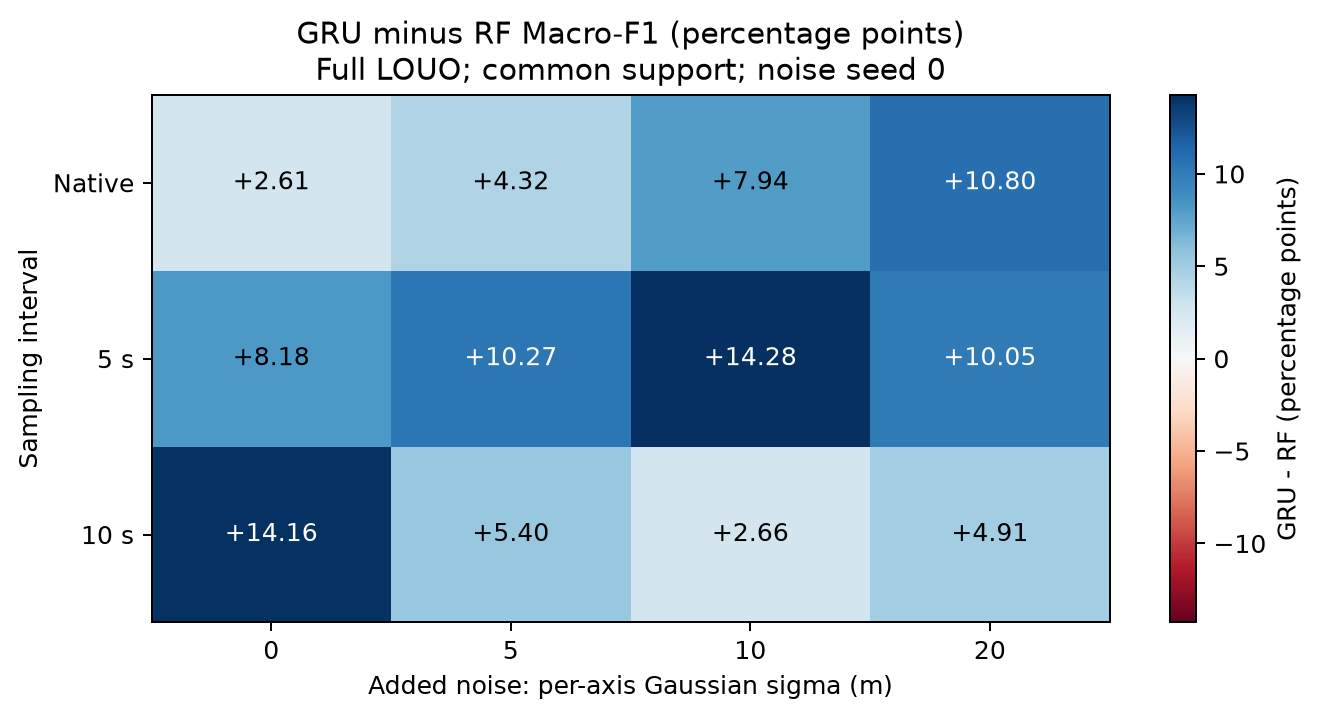 GRU minus RF Macro-F1 (percentage points)
Full LOUO; common support; noise seed 0
Sampling interval
Native
+2.61
+4.32
+7.94
+10.80
5 s
+8.18
+10.27
+14.28
+10.05
10 s
+14.16
+5.40
+2.66
+4.91
0
5
10
20
Added noise: per-axis Gaussian sigma (m)
10
5
0
−5
−10
GRU - RF (percentage points)